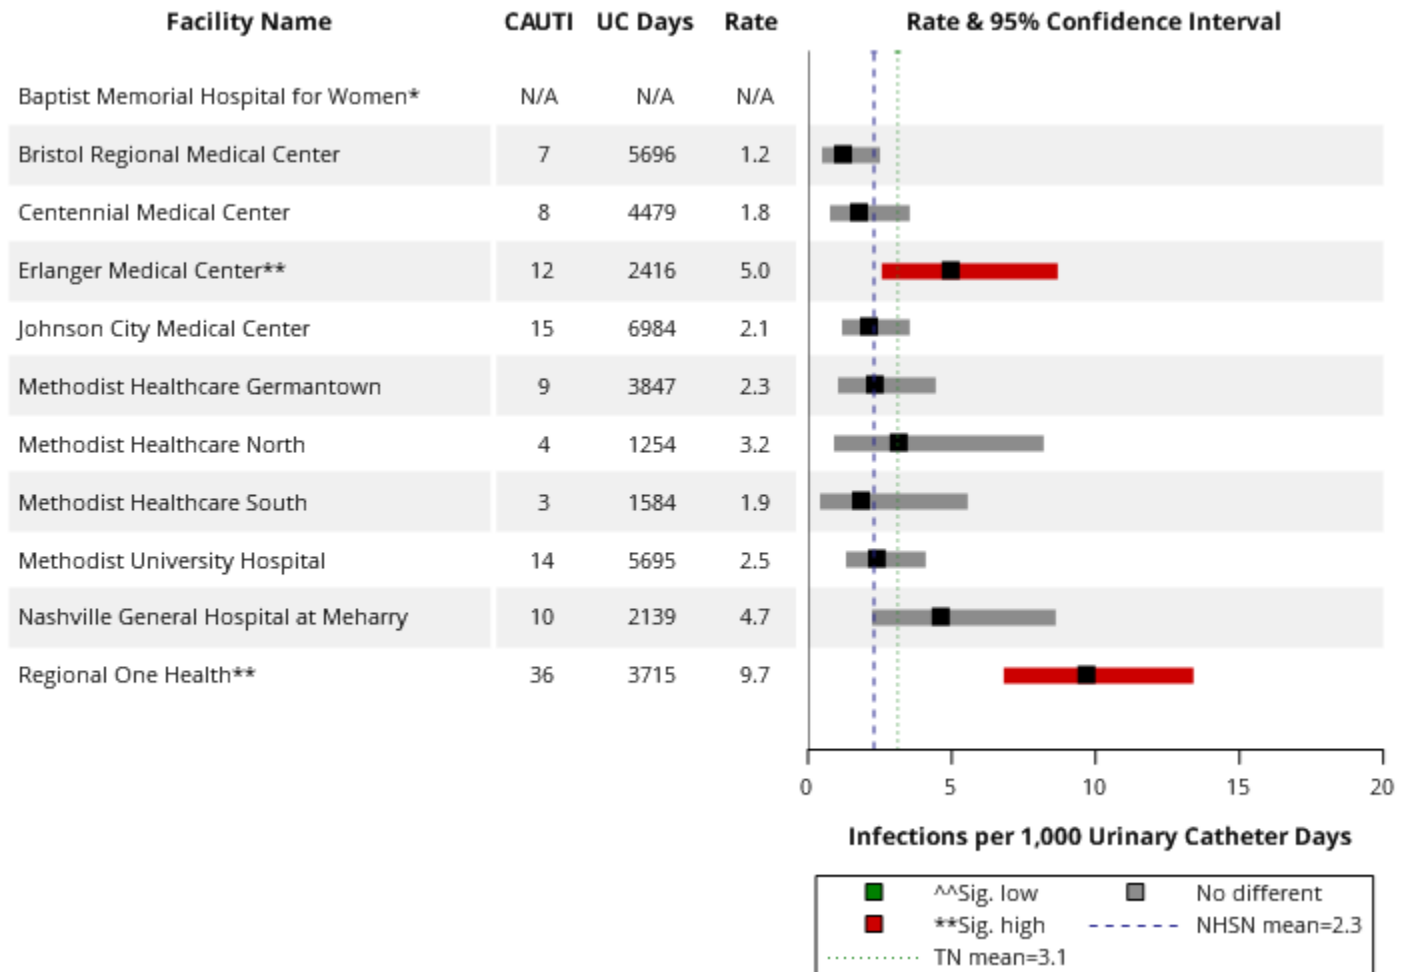 Facility Name CAUTI UC Days Rate Rate & 95% Confidence Interval
Baptist Memorial Hospital for Women* N/A N/A N/A
Bristol Regional Medical Center 7 5696 1.2
Centennial Medical Center 8 4479 1.8
Erlanger Medical Center** 12 2416 5.0
Johnson City Medical Center 15 6984 2.1
Methodist Healthcare Germantown 9 3847 2.3
Methodist Healthcare North 4 1254 3.2
Methodist Healthcare South 3 1584 1.9
Methodist University Hospital 14 5695 2.5
Nashville General Hospital at Meharry 10 2139 4.7
Regional One Health** 36 3715 9.7
0 5 10 15 20
Infections per 1,000 Urinary Catheter Days
^^Sig. low No different
**Sig. high NHSN mean=2.3
TN mean=3.1